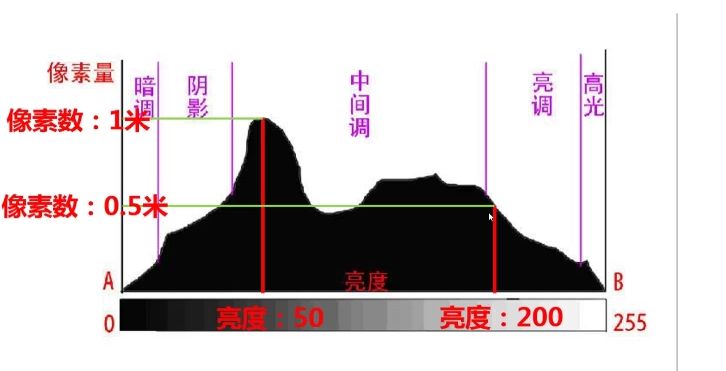 像素量
暗调
阴影
中间调
亮调
高光
像素数：1米
像素数：0.5米
A
亮度
B
0
亮度：50
亮度：200
255